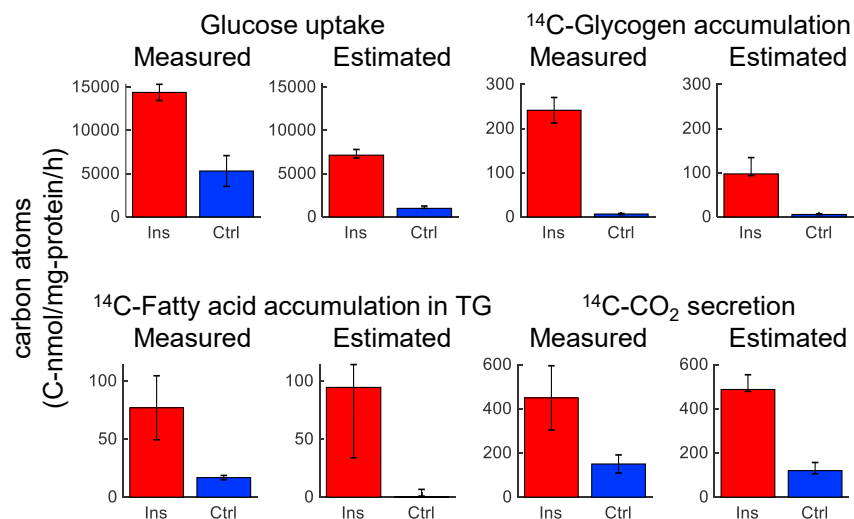 Glucose uptake
Measured
Estimated
15000
10000
5000
0
Ins
Ctrl
15000
10000
5000
0
Ins
Ctrl
¹⁴C-Glycogen accumulation
Measured
Estimated
300
200
100
0
Ins
Ctrl
300
200
100
0
Ins
Ctrl
carbon atoms
(C-nmol/mg-protein/h)
¹⁴C-Fatty acid accumulation in TG
Measured
Estimated
100
50
0
Ins
Ctrl
100
50
0
Ins
Ctrl
¹⁴C-CO₂ secretion
Measured
Estimated
600
400
200
0
Ins
Ctrl
600
400
200
0
Ins
Ctrl